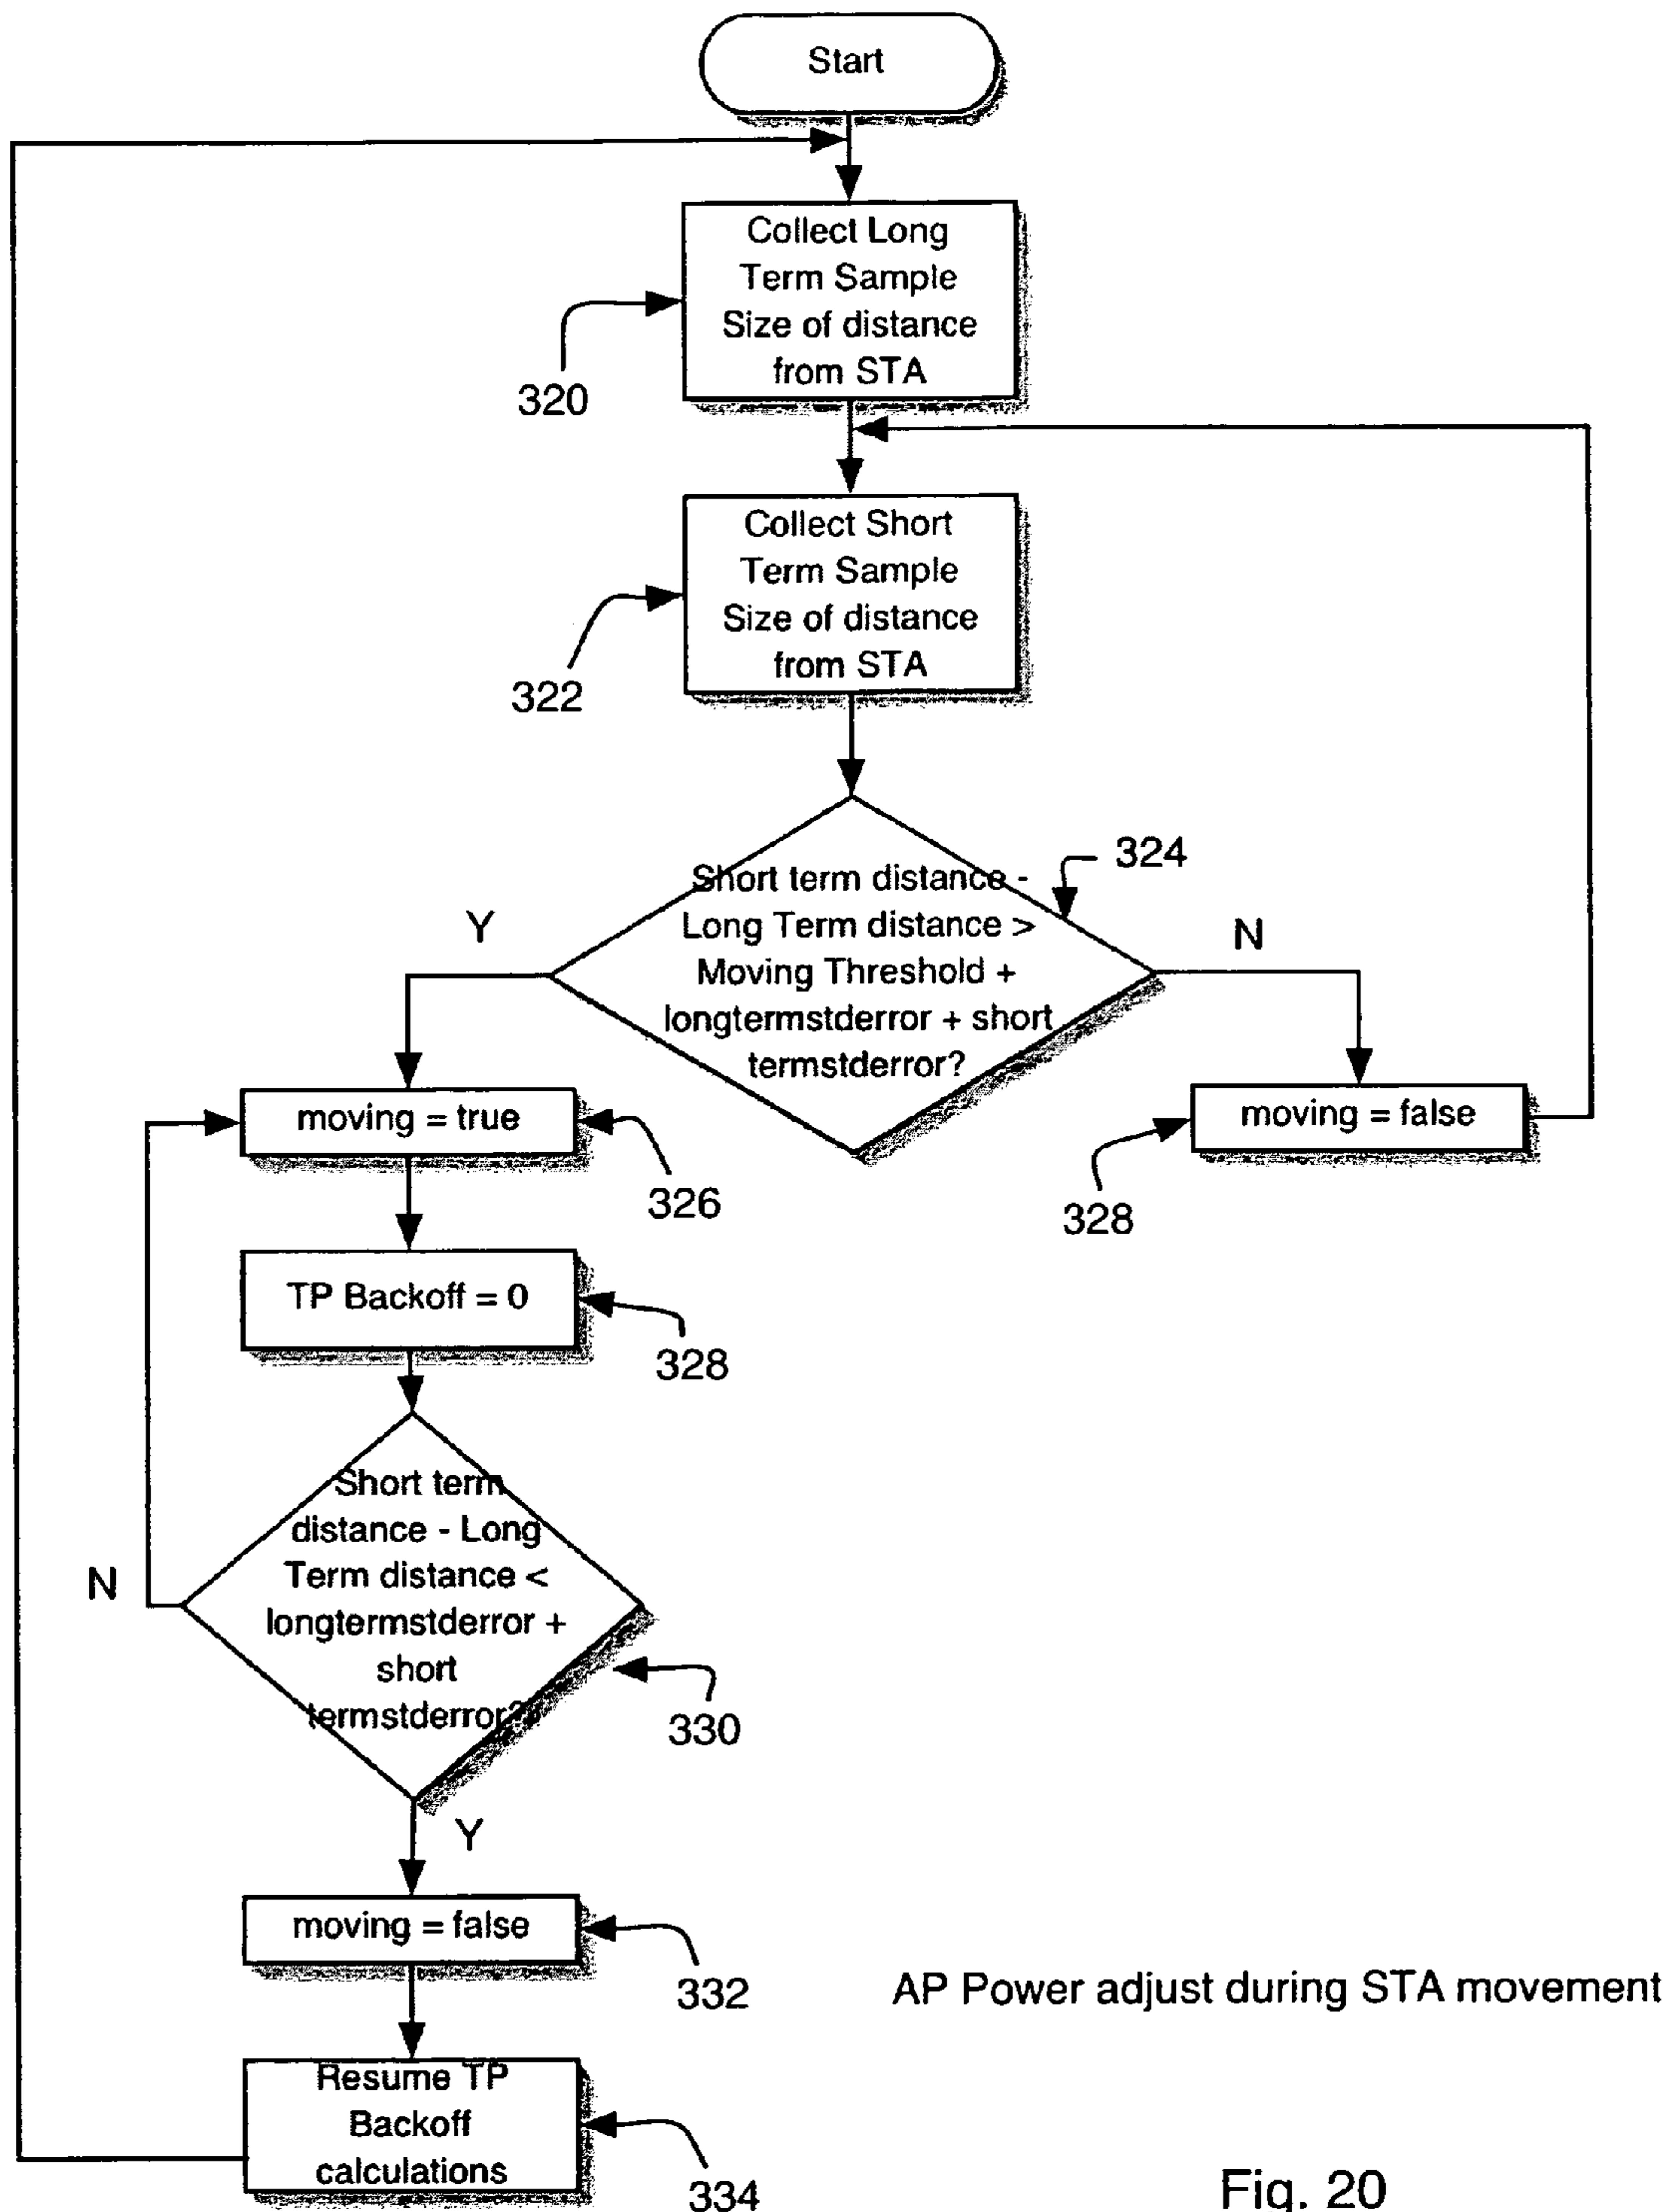 Start
Collect Long
Term Sample
Size of distance
from STA
320
Collect Short
Term Sample
Size of distance
from STA
322
Short term distance -
Long Term distance >
Moving Threshold +
longtermstderror + short
termstderror?
324
Y
N
moving = true
326
moving = false
328
TP Backoff = 0
328
Short term
distance - Long
Term distance <
longtermstderror +
short
termstderror?
N
330
Y
moving = false
332
AP Power adjust during STA movement
Resume TP
Backoff
calculations
334
Fig. 20